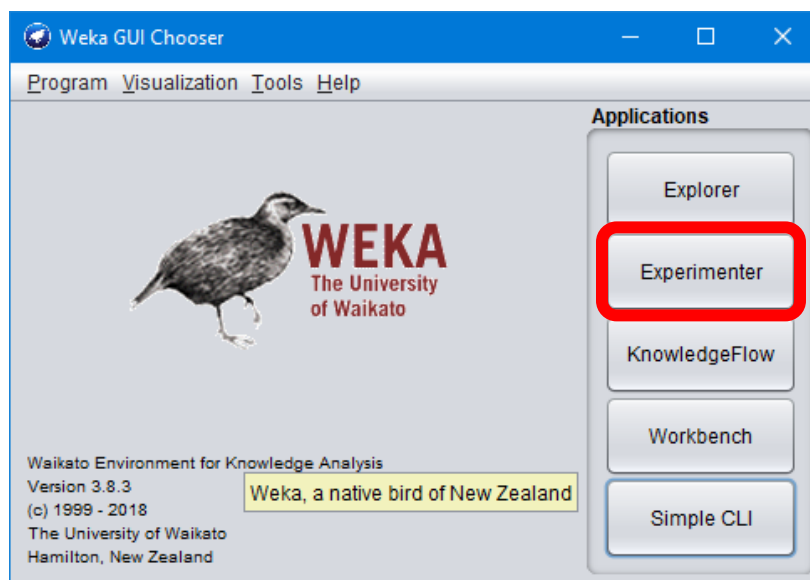 Weka GUI Chooser
Program Visualization Tools Help
Applications
Explorer
WEKA
The University
of Waikato
Experimenter
KnowledgeFlow
Workbench
Simple CLI
Waikato Environment for Knowledge Analysis
Version 3.8.3
(c) 1999 - 2018
The University of Waikato
Hamilton, New Zealand
Weka, a native bird of New Zealand